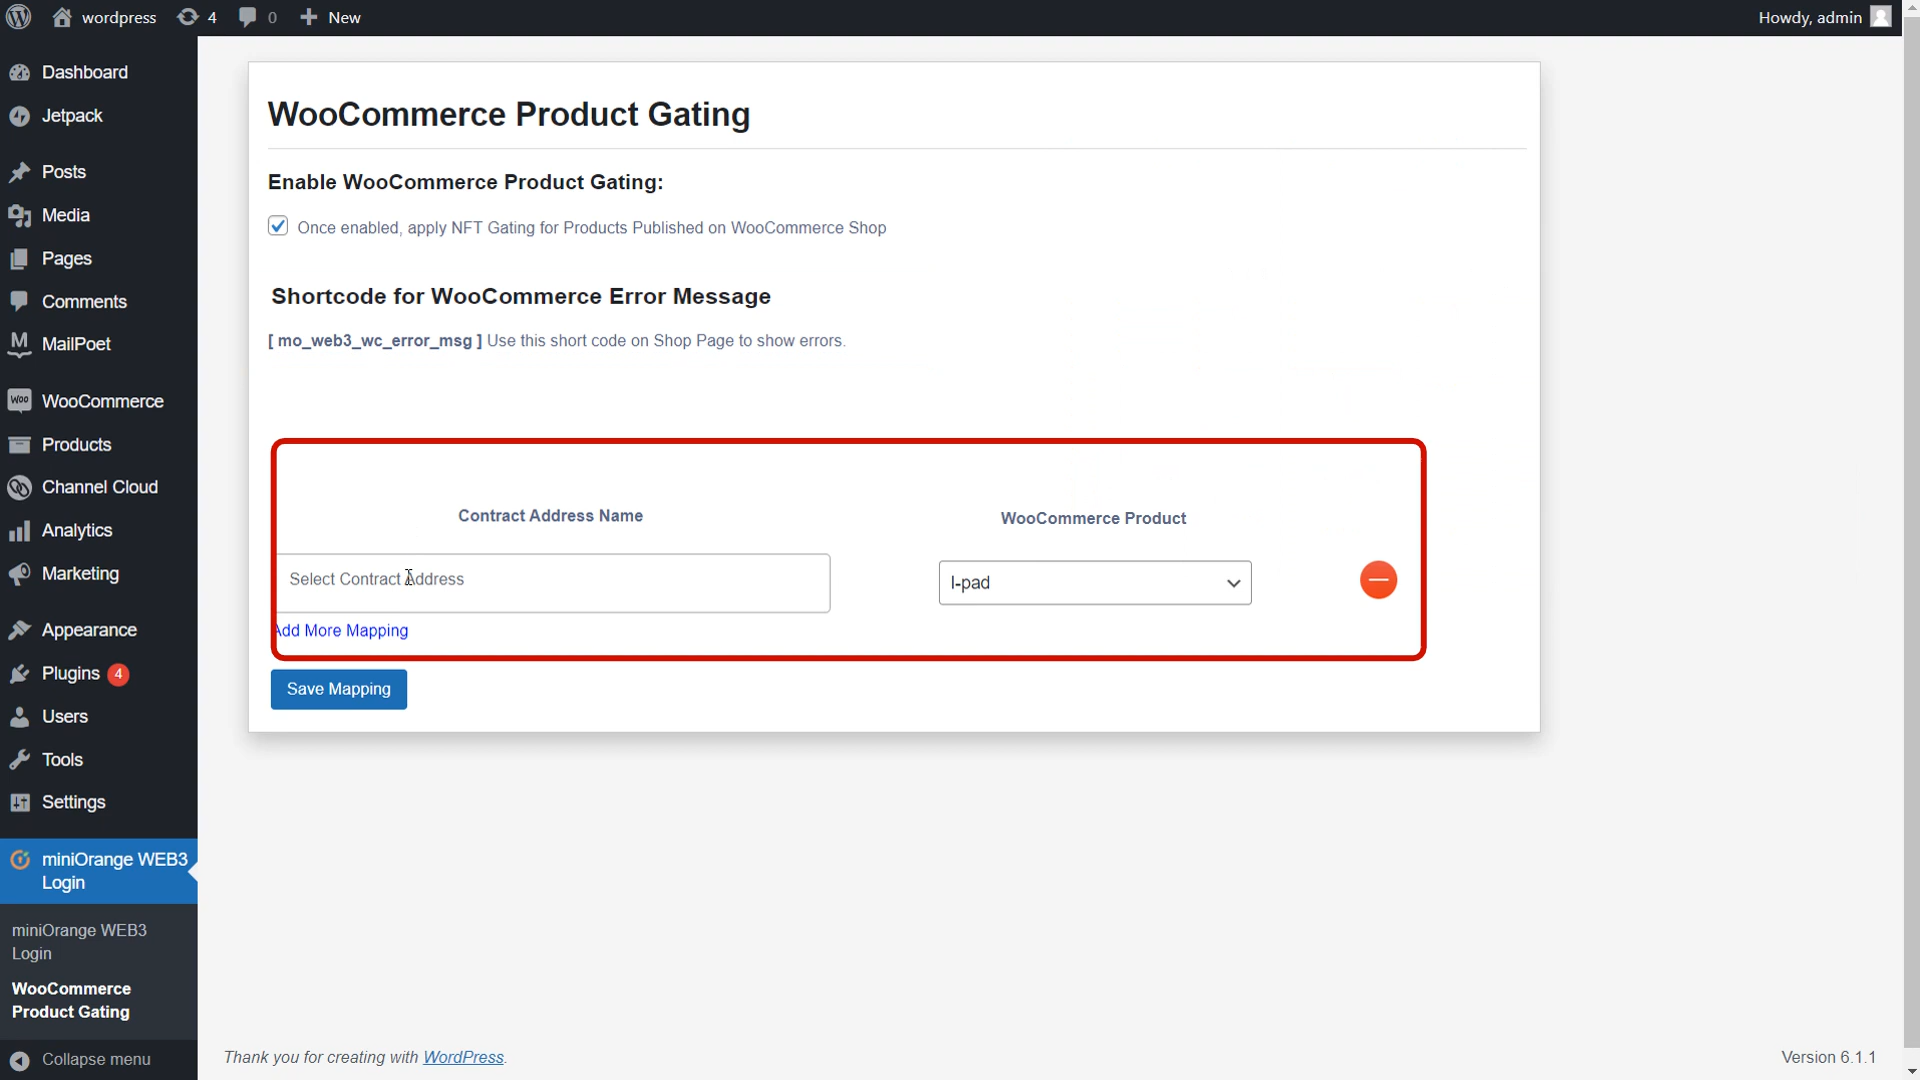 wordpress
4
0
New
Howdy, admin
Dashboard
Jetpack
Posts
Media
Pages
Comments
MailPoet
WooCommerce
Products
Channel Cloud
Analytics
Marketing
Appearance
Plugins 4
Users
Tools
Settings
miniOrange WEB3
Login
miniOrange WEB3
Login
WooCommerce
Product Gating
Collapse menu
WooCommerce Product Gating
Enable WooCommerce Product Gating:
Once enabled, apply NFT Gating for Products Published on WooCommerce Shop
Shortcode for WooCommerce Error Message
[ mo_web3_wc_error_msg ] Use this short code on Shop Page to show errors.
Contract Address Name
WooCommerce Product
Select Contract Address
I-pad
Add More Mapping
Save Mapping
Thank you for creating with WordPress.
Version 6.1.1